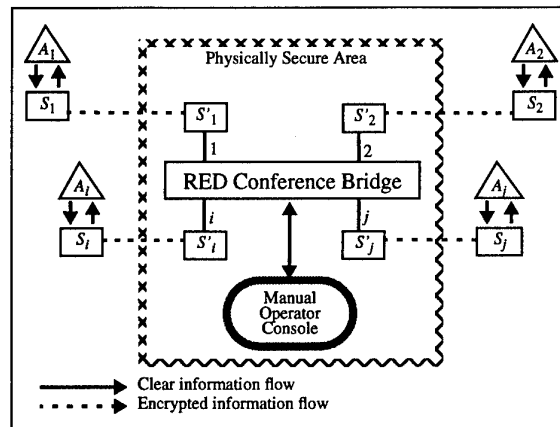 A1
A2
Physically Secure Area
S1
S'1
S'2
S2
1
2
RED Conference Bridge
Ai
Aj
i
j
Si
S'i
S'j
Sj
Manual
Operator
Console
Clear information flow
Encrypted information flow